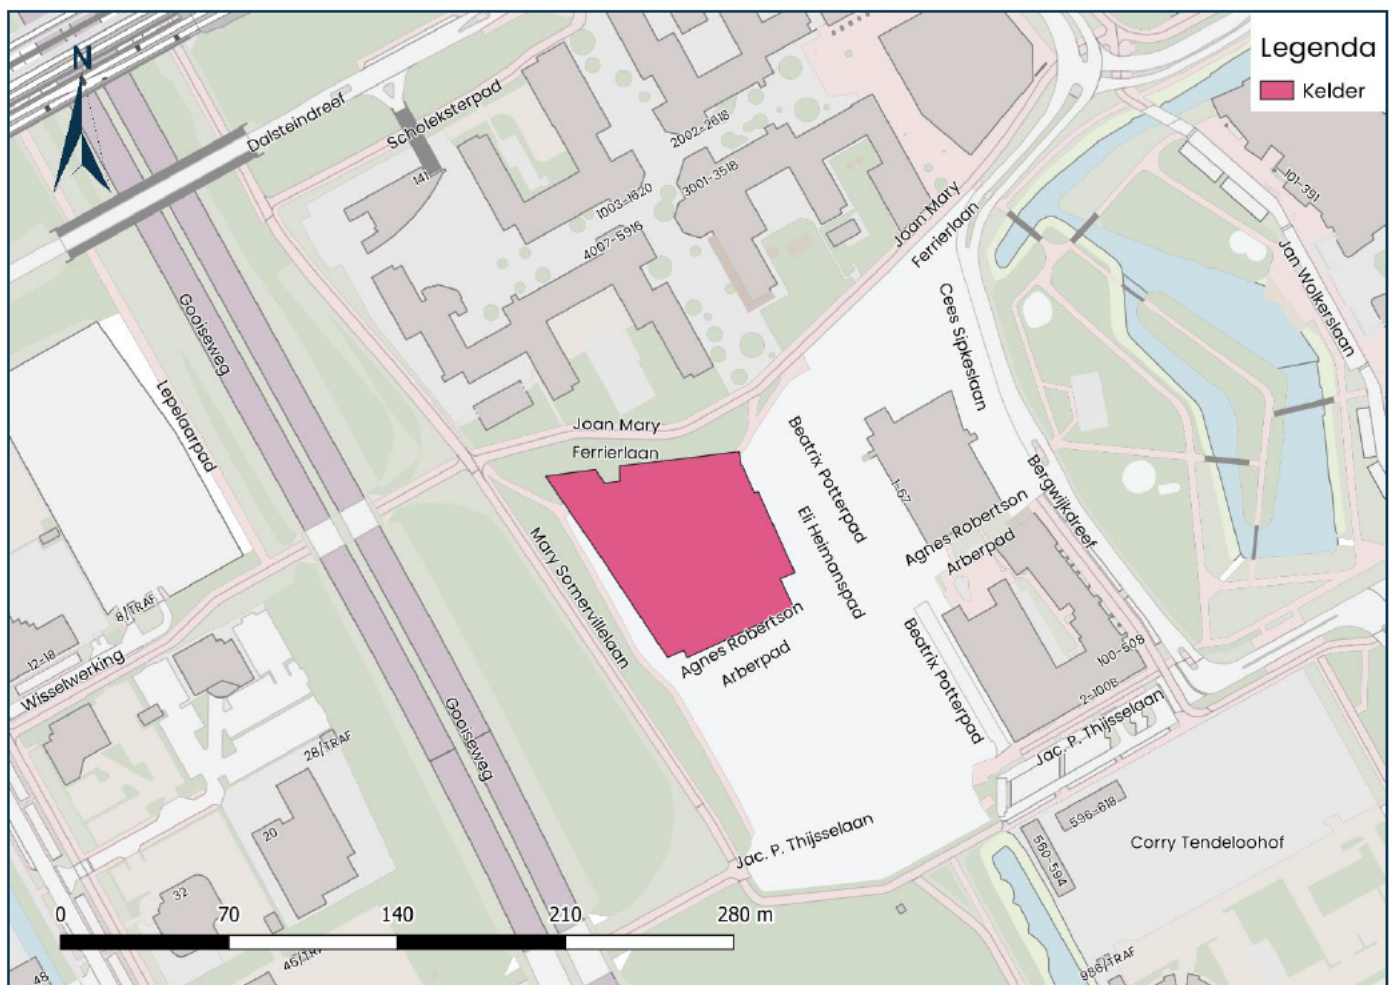 N
Legenda
Kelder
Dalsteindreef
Scholeksterpad
141
2002-2618
3001-3518
1003-1620
4007-5916
Joan Mary
Ferrierlaan
101-391
Jan Wolkerslaan
Gooiseweg
Lepelaarpad
Cees Sipkeslaan
Joan Mary
Ferrierlaan
Beatrix Potterpad
Eli Heimanspad
1-67
Agnes Robertson
Arberpad
Bergwijkdreef
Mary Somervillelaan
Agnes Robertson
Arberpad
8/TRAF
12-18
Wisselwerking
Beatrix Potterpad
100-508
2-100B
Jac. P. Thijsselaan
Gooiseweg
28/TRAF
20
32
Jac. P. Thijsselaan
596-618
560-594
Corry Tendeloohof
0 70 140 210 280 m
48
46/TRAF
986/TRAF